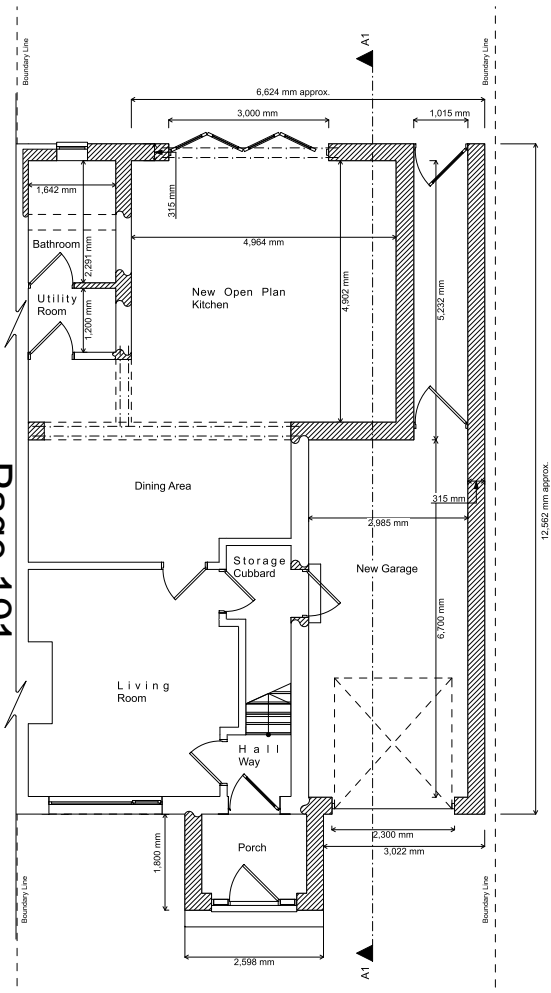 Boundary Line
A1
Boundary Line
6,624 mm approx.
3,000 mm
1,015 mm
1,642 mm
315 mm
Bathroom
2,291 mm
4,964 mm
New Open Plan
Kitchen
4,902 mm
5,232 mm
Utility
Room
1,200 mm
Dining Area
315 mm
2,985 mm
12,562 mm approx.
Page 101
Storage
Cubbard
New Garage
6,700 mm
Living
Room
Hall
Way
Porch
1,800 mm
2,300 mm
3,022 mm
Boundary Line
Boundary Line
2,598 mm
A1